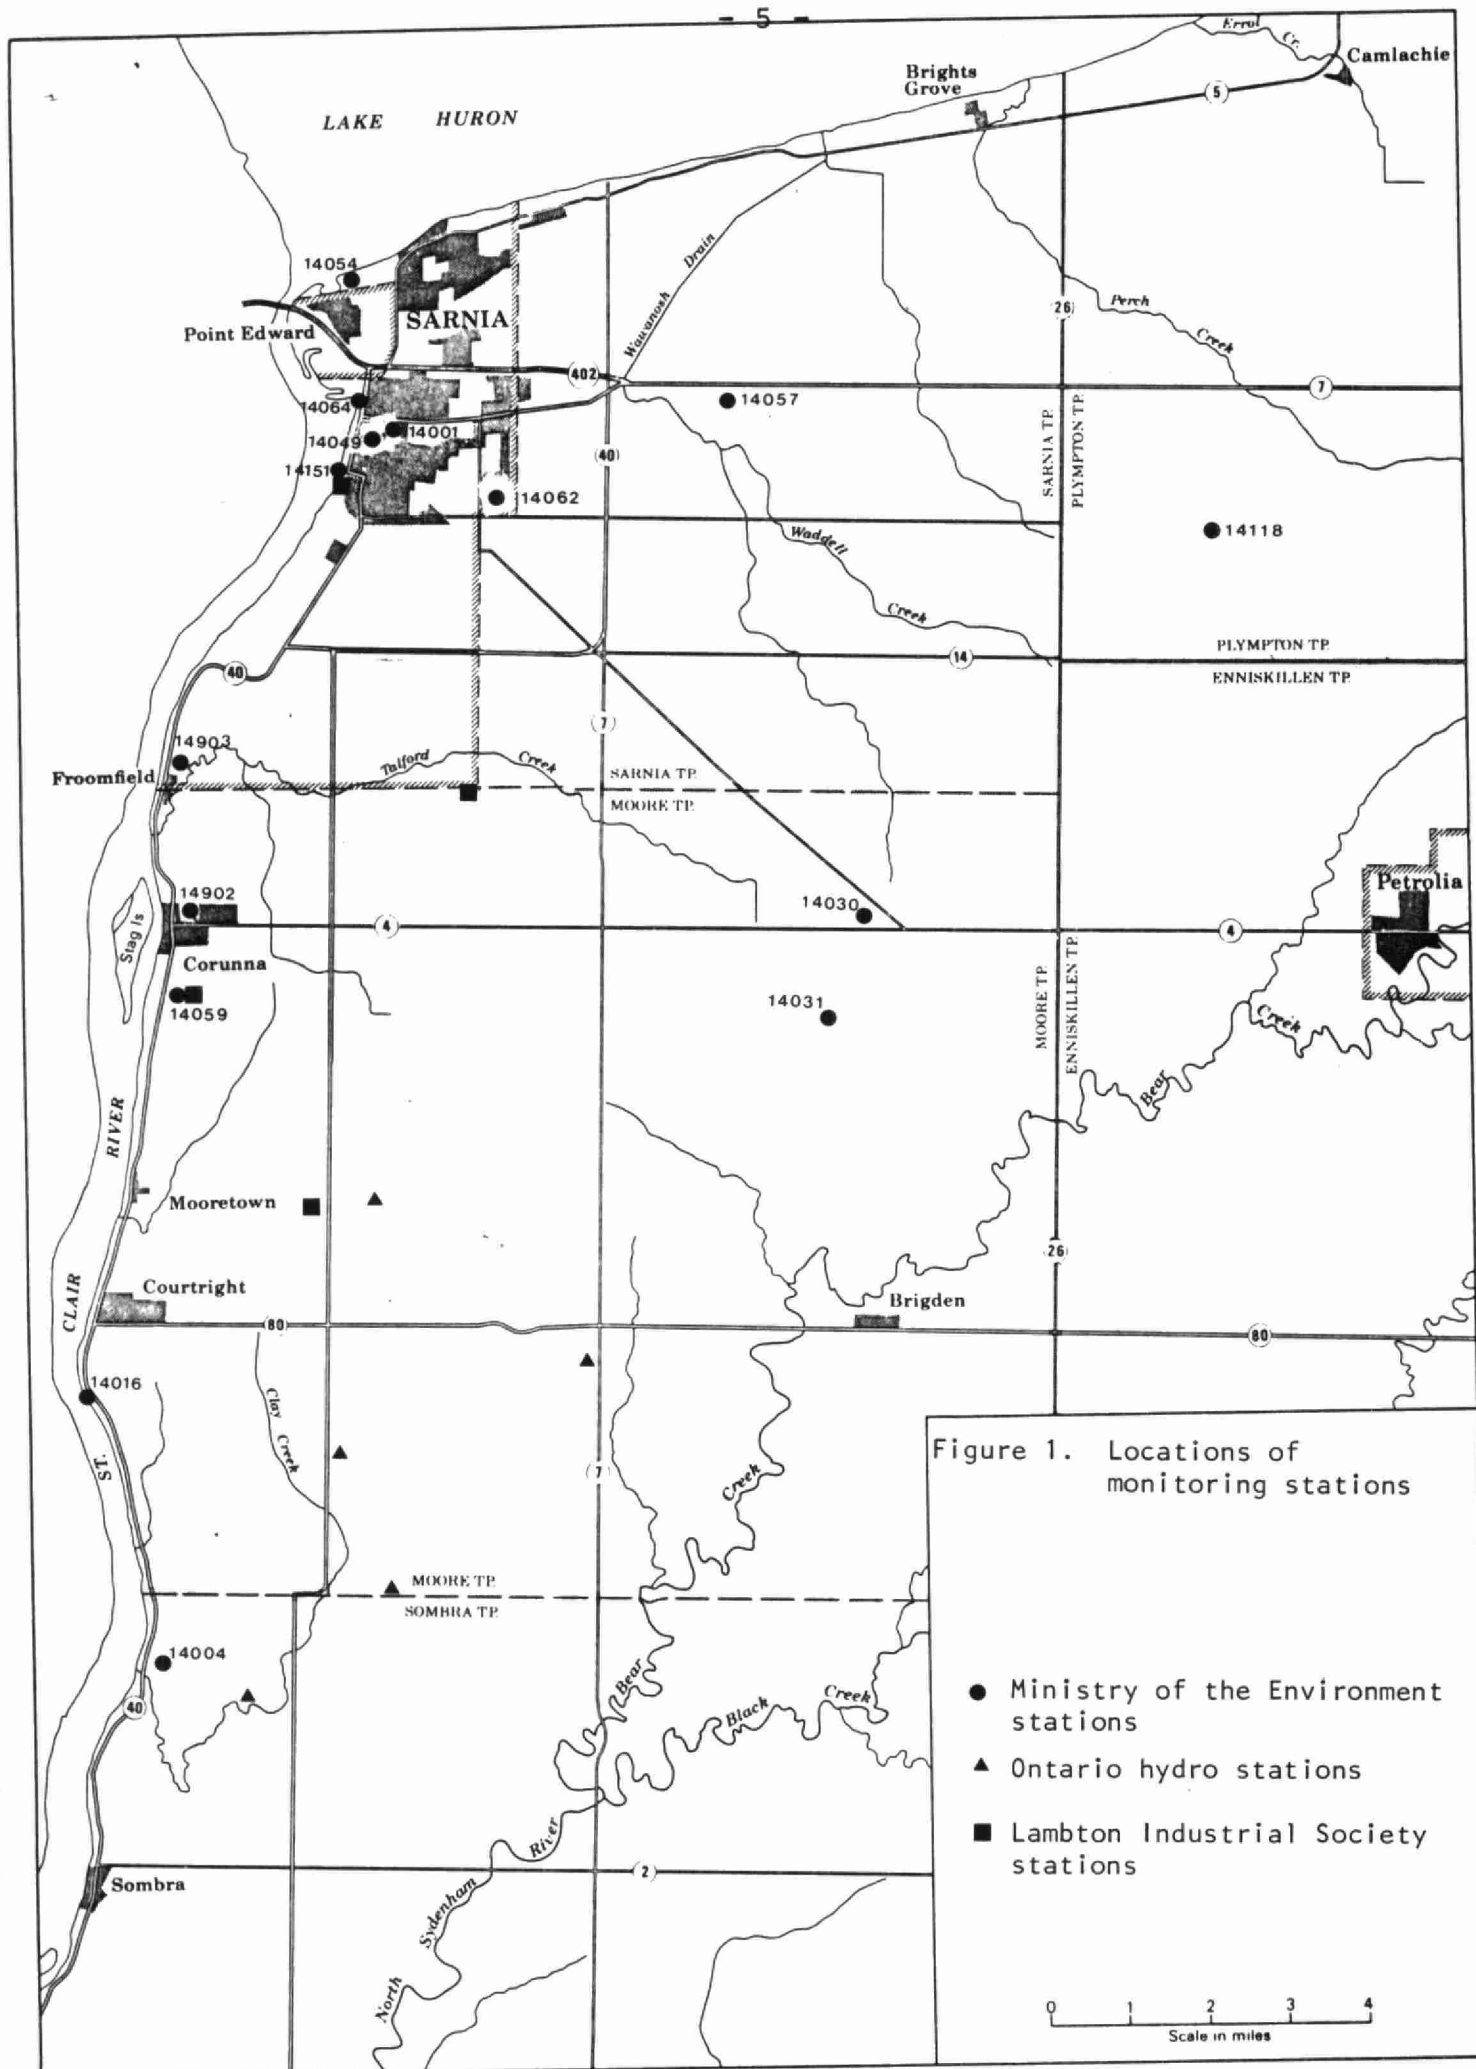 - 5 -
Errol Cr.
Camlachie
Brights
Grove
5
LAKE HURON
Wawanosh Drain
14054
26
Perch Creek
Point Edward
SARNIA
402
7
14064
14057
14049
14001
SARNIA TP.
PLYMPTON TP.
14151
40
14062
Waddell Creek
14118
14
PLYMPTON TP.
ENNISKILLEN TP.
40
7
14903
Talford Creek
Froomfield
SARNIA TP.
MOORE TP.
Petrolia
14902
14030
4
4
Stag Is
Corunna
14059
14031
MOORE TP.
ENNISKILLEN TP.
Creek
Bear
ST. CLAIR RIVER
Mooretown
26
Courtright
Brigden
80
80
14016
Clay Creek
7
Creek
Figure 1. Locations of
monitoring stations
MOORE TP.
SOMBRA TP.
14004
Bear
Black Creek
40
Ministry of the Environment
stations
Ontario hydro stations
Lambton Industrial Society
stations
North Sydenham River
2
Sombra
0 1 2 3 4
Scale in miles